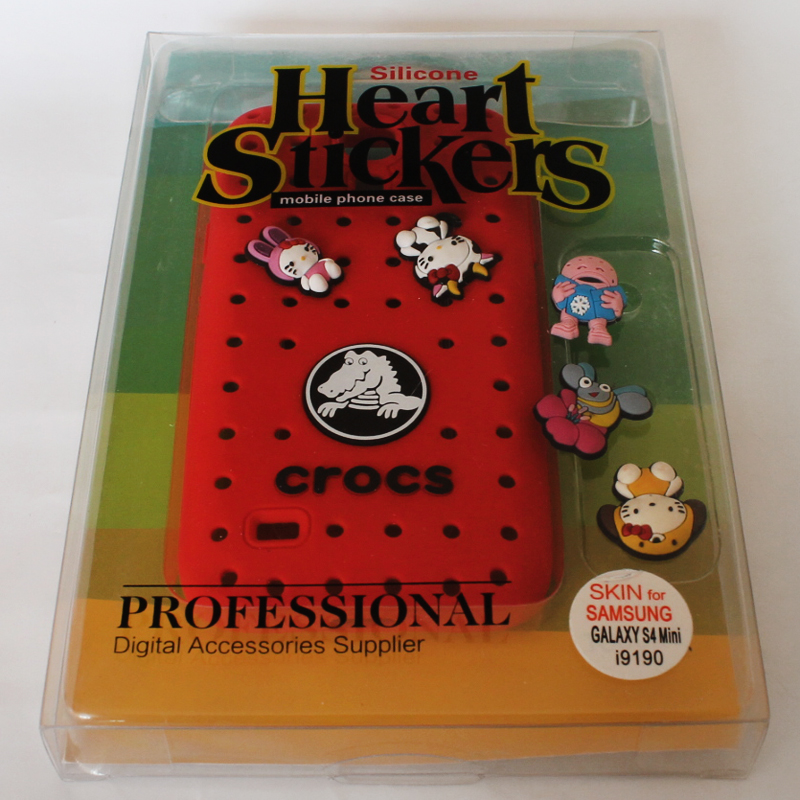 Silicone
Heart
Stickers
mobile phone case
crocs
PROFESSIONAL
Digital Accessories Supplier
SKIN for
SAMSUNG
GALAXY S4 Mini
i9190